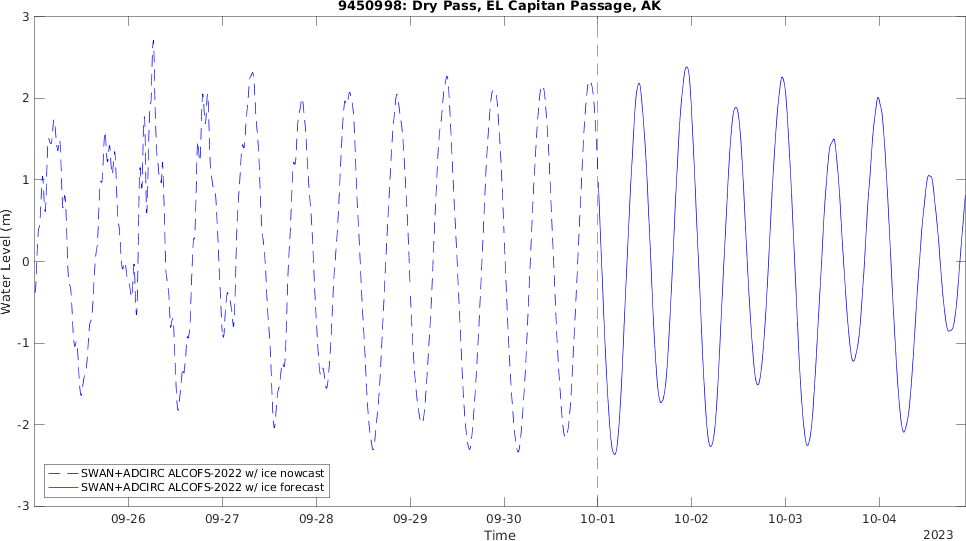 9450998: Dry Pass, EL Capitan Passage, AK
3
2
1
0
-1
-2
-3
Water Level (m)
SWAN+ADCIRC ALCOFS-2022 w/ ice nowcast
SWAN+ADCIRC ALCOFS-2022 w/ ice forecast
09-26 09-27 09-28 09-29 09-30 10-01 10-02 10-03 10-04
Time
2023